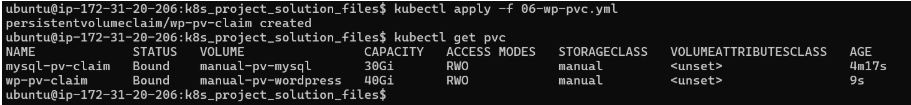 ubuntu@ip-172-31-20-206:k8s_project_solution_files$ kubectl apply -f 06-wp-pvc.yml
persistentvolumeclaim/wp-pv-claim created
ubuntu@ip-172-31-20-206:k8s_project_solution_files$ kubectl get pvc
NAME STATUS VOLUME CAPACITY ACCESS MODES STORAGECLASS VOLUMEATTRIBUTESCLASS AGE
mysql-pv-claim Bound manual-pv-mysql 30Gi RWO manual <unset> 4m17s
wp-pv-claim Bound manual-pv-wordpress 40Gi RWO manual <unset> 9s
ubuntu@ip-172-31-20-206:k8s_project_solution_files$